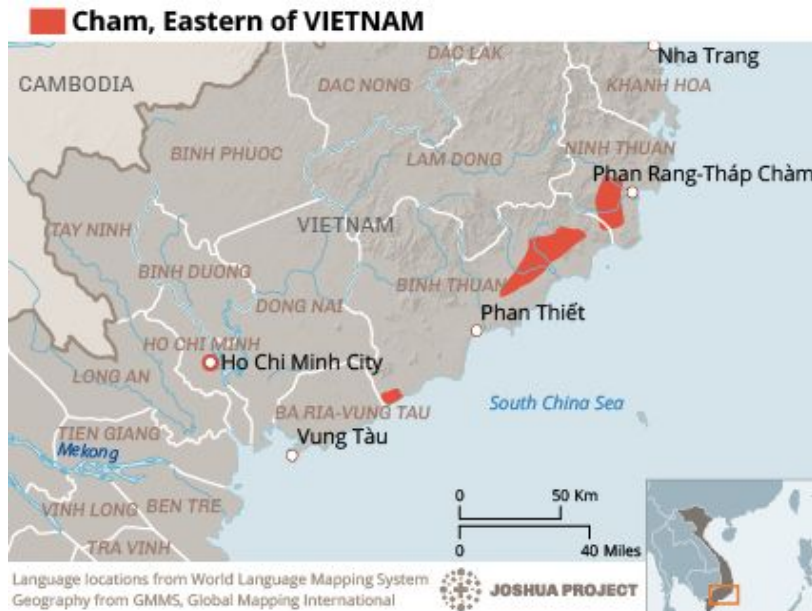 Cham, Eastern of VIETNAM
DAC LAK
Nha Trang
CAMBODIA
DAC NONG
KHANH HOA
BINH PHUOC
LAM DONG
NINH THUAN
Phan Rang-Tháp Chàm
VIETNAM
TAY NINH
BINH DUONG
BINH THUAN
DONG NAI
Phan Thiết
HO CHI MINH
Ho Chi Minh City
LONG AN
BA RIA-VUNG TAU
South China Sea
TIEN GIANG
Vung Tàu
Mekong
VINH LONG
BEN TRE
TRA VINH
0 50 Km
0 40 Miles
Language locations from World Language Mapping System
Geography from GMMS, Global Mapping International
JOSHUA PROJECT